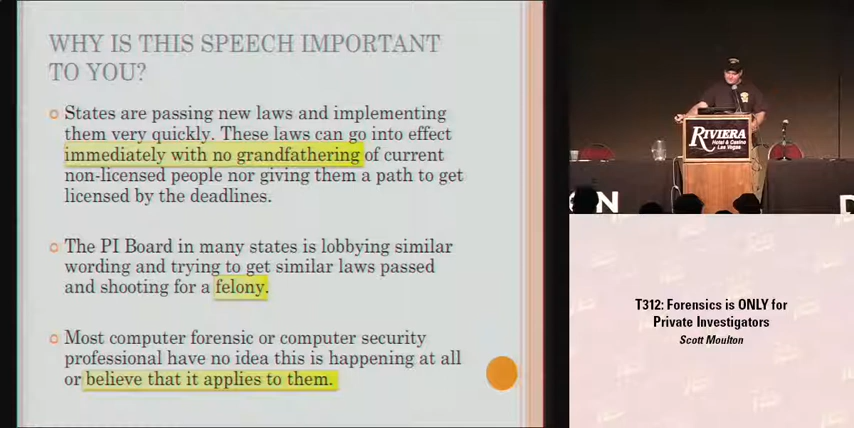 WHY IS THIS SPEECH IMPORTANT
TO YOU?
States are passing new laws and implementing
them very quickly. These laws can go into effect
immediately with no grandfathering of current
non-licensed people nor giving them a path to get
licensed by the deadlines.
The PI Board in many states is lobbying similar
wording and trying to get similar laws passed
and shooting for a felony.
Most computer forensic or computer security
professional have no idea this is happening at all
or believe that it applies to them.
RIVIERA
Hotel & Casino
Las Vegas
N
D
T312: Forensics is ONLY for
Private Investigators
Scott Moulton